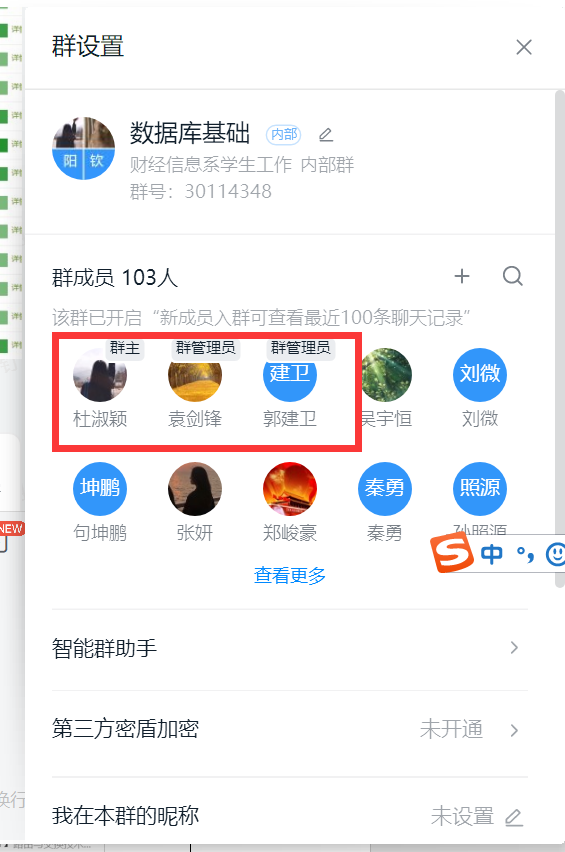 群设置
数据库基础 内部
阳 钦
财经信息系学生工作 内部群
群号：30114348
群成员 103人
该群已开启“新成员入群可查看最近100条聊天记录”
群主 群管理员 群管理员
建卫 刘微
杜淑颖 袁剑锋 郭建卫 吴宇恒 刘微
坤鹏 秦勇 照源
句坤鹏 张妍 郑峻豪 秦勇 孙照源
NEW
中
查看更多
智能群助手
第三方密盾加密 未开通
换行
我在本群的昵称 未设置